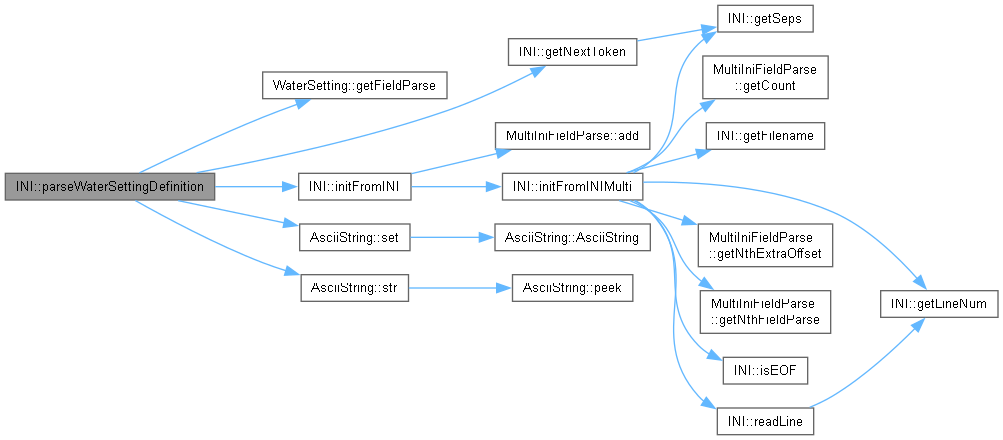 INI::getSeps
INI::getNextToken
MultiIniFieldParse
::getCount
WaterSetting::getFieldParse
MultiIniFieldParse::add
INI::getFilename
INI::parseWaterSettingDefinition
INI::initFromINI
INI::initFromINIMulti
AsciiString::set
AsciiString::AsciiString
MultiIniFieldParse
::getNthExtraOffset
AsciiString::str
AsciiString::peek
MultiIniFieldParse
::getNthFieldParse
INI::getLineNum
INI::isEOF
INI::readLine